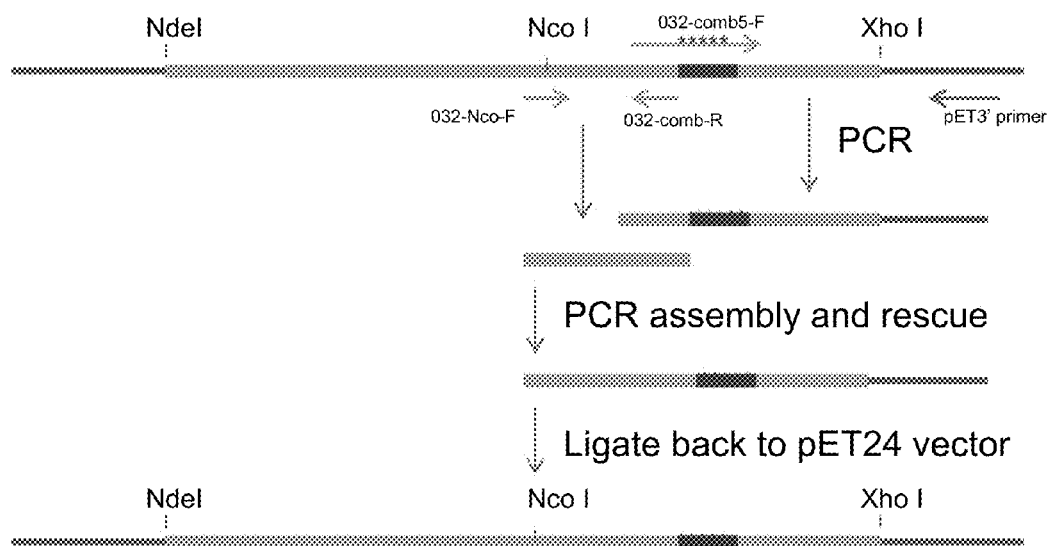 032-comb5-F
NdeI
Nco I
Xho I
*****
032-Nco-F
032-comb-R
pET3' primer
PCR
PCR assembly and rescue
Ligate back to pET24 vector
NdeI
Nco I
Xho I